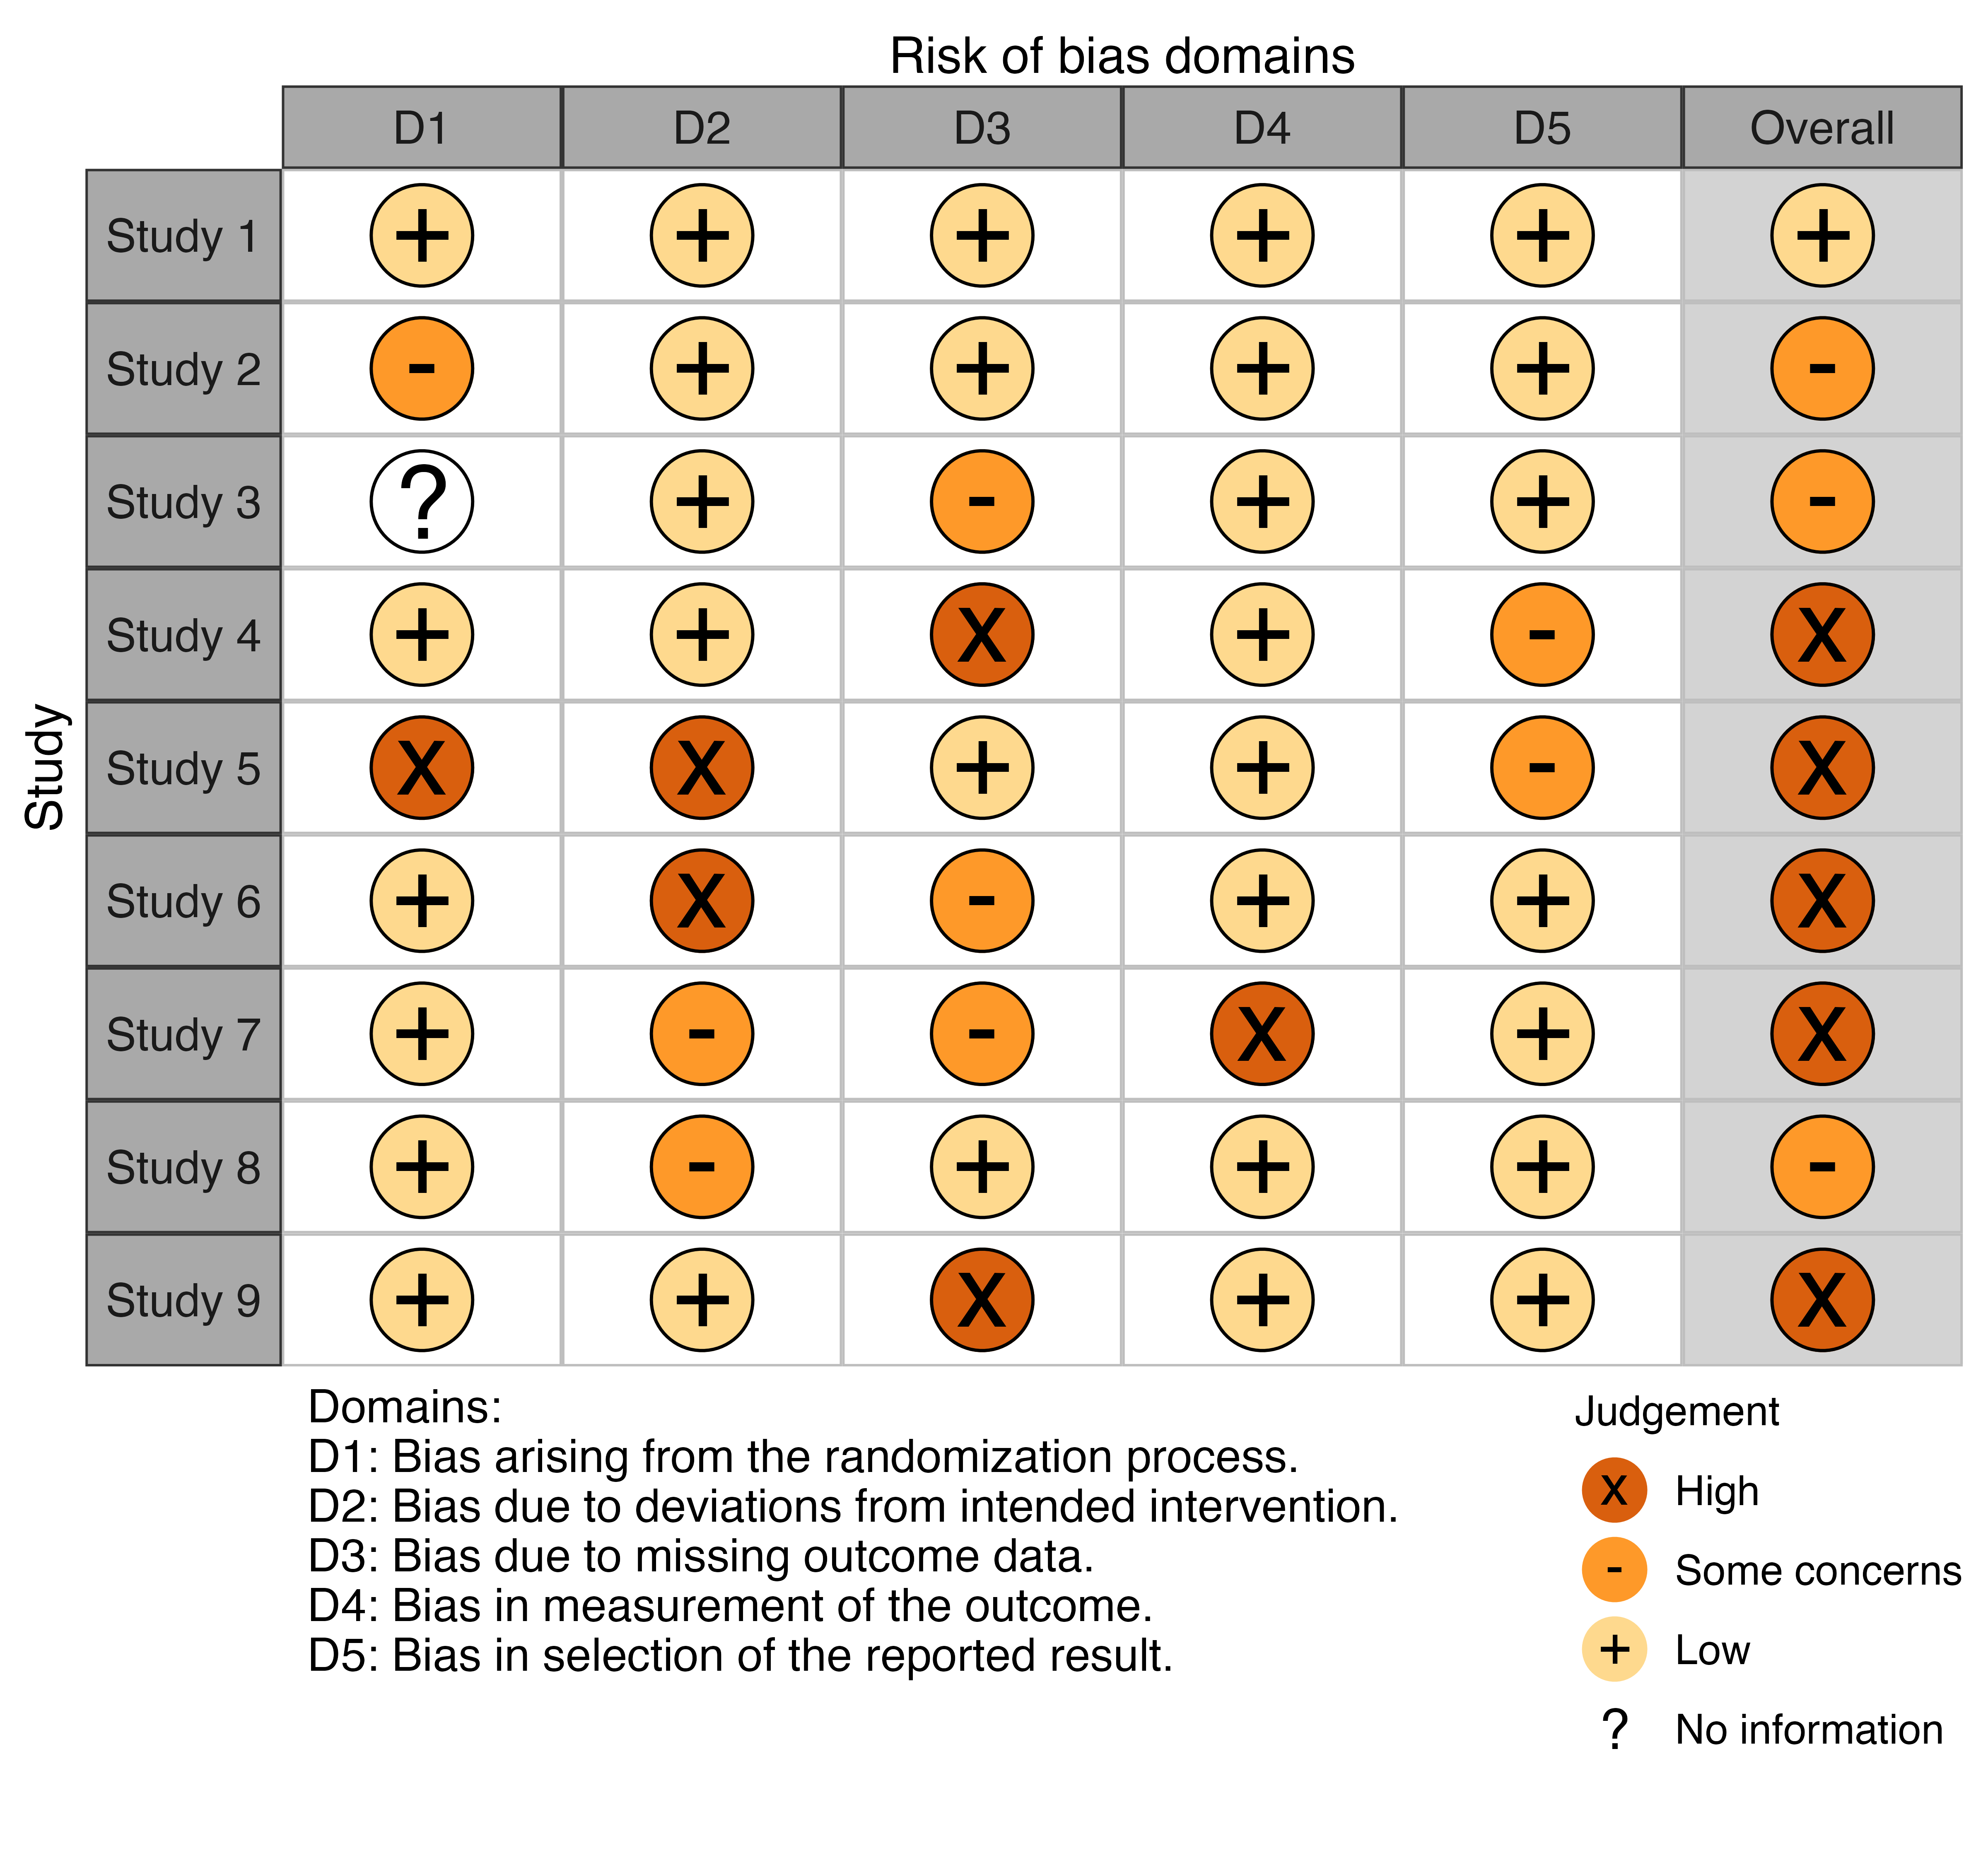 Risk of bias domains
D1 D2 D3 D4 D5 Overall
Study
Study 1 + + + + + +
Study 2 - + + + + -
Study 3 ? + - + + -
Study 4 + + X + - X
Study 5 X X + + - X
Study 6 + X - + + X
Study 7 + - - X + X
Study 8 + - + + + -
Study 9 + + X + + X
Domains:
D1: Bias arising from the randomization process.
D2: Bias due to deviations from intended intervention.
D3: Bias due to missing outcome data.
D4: Bias in measurement of the outcome.
D5: Bias in selection of the reported result.
Judgement
X High
- Some concerns
+ Low
? No information